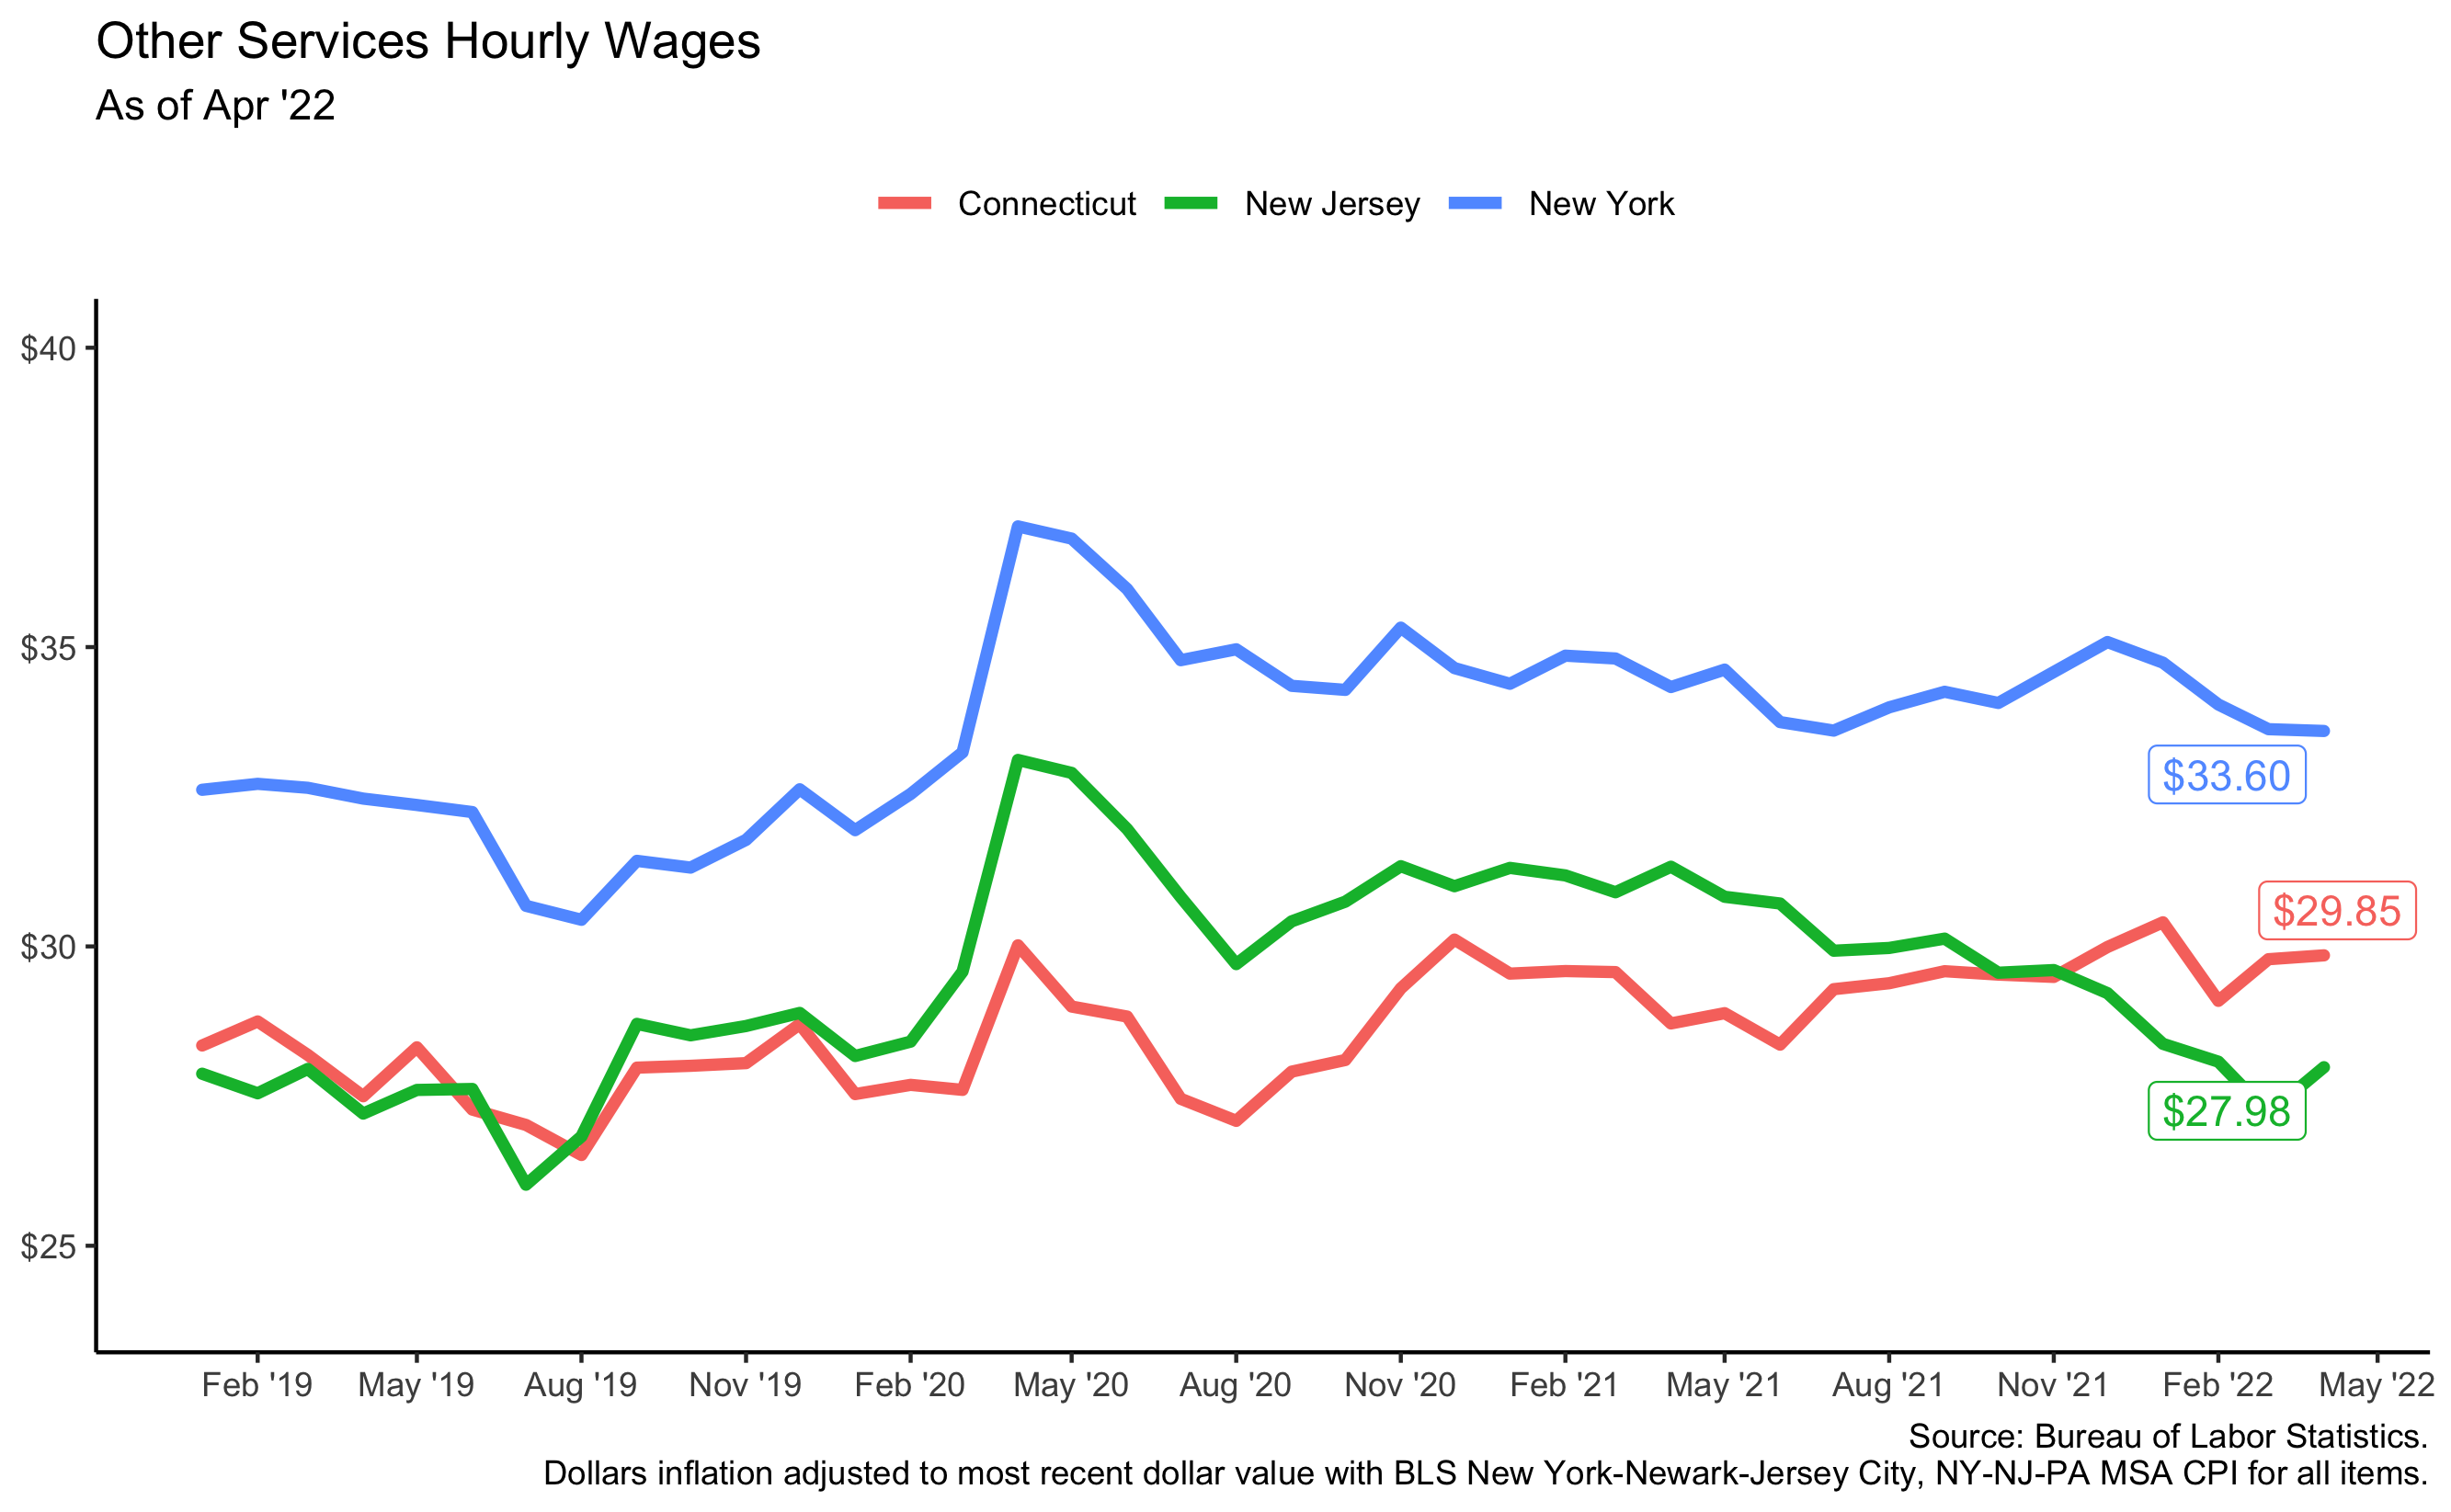 Other Services Hourly Wages
As of Apr '22
Connecticut New Jersey New York
$40
$35
$30
$25
$33.60
$29.85
$27.98
Feb '19 May '19 Aug '19 Nov '19 Feb '20 May '20 Aug '20 Nov '20 Feb '21 May '21 Aug '21 Nov '21 Feb '22 May '22
Source: Bureau of Labor Statistics.
Dollars inflation adjusted to most recent dollar value with BLS New York-Newark-Jersey City, NY-NJ-PA MSA CPI for all items.